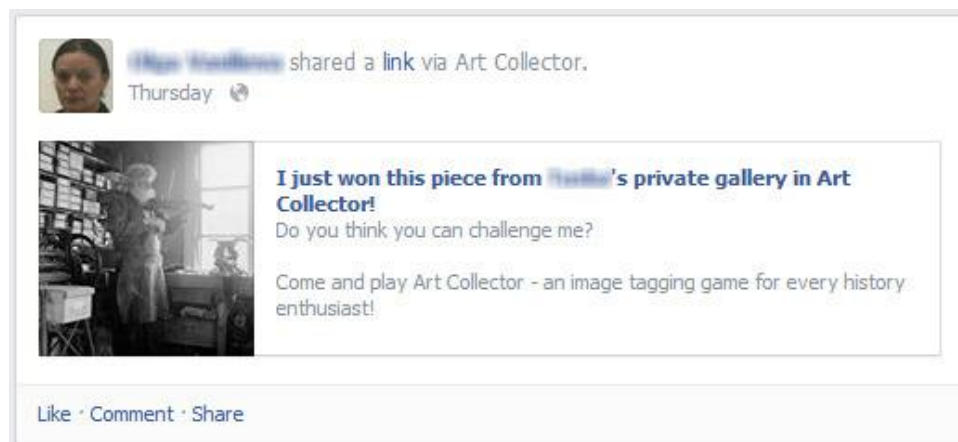 shared a link via Art Collector.
Thursday
I just won this piece from 's private gallery in Art
Collector!
Do you think you can challenge me?
Come and play Art Collector - an image tagging game for every history
enthusiast!
Like · Comment · Share